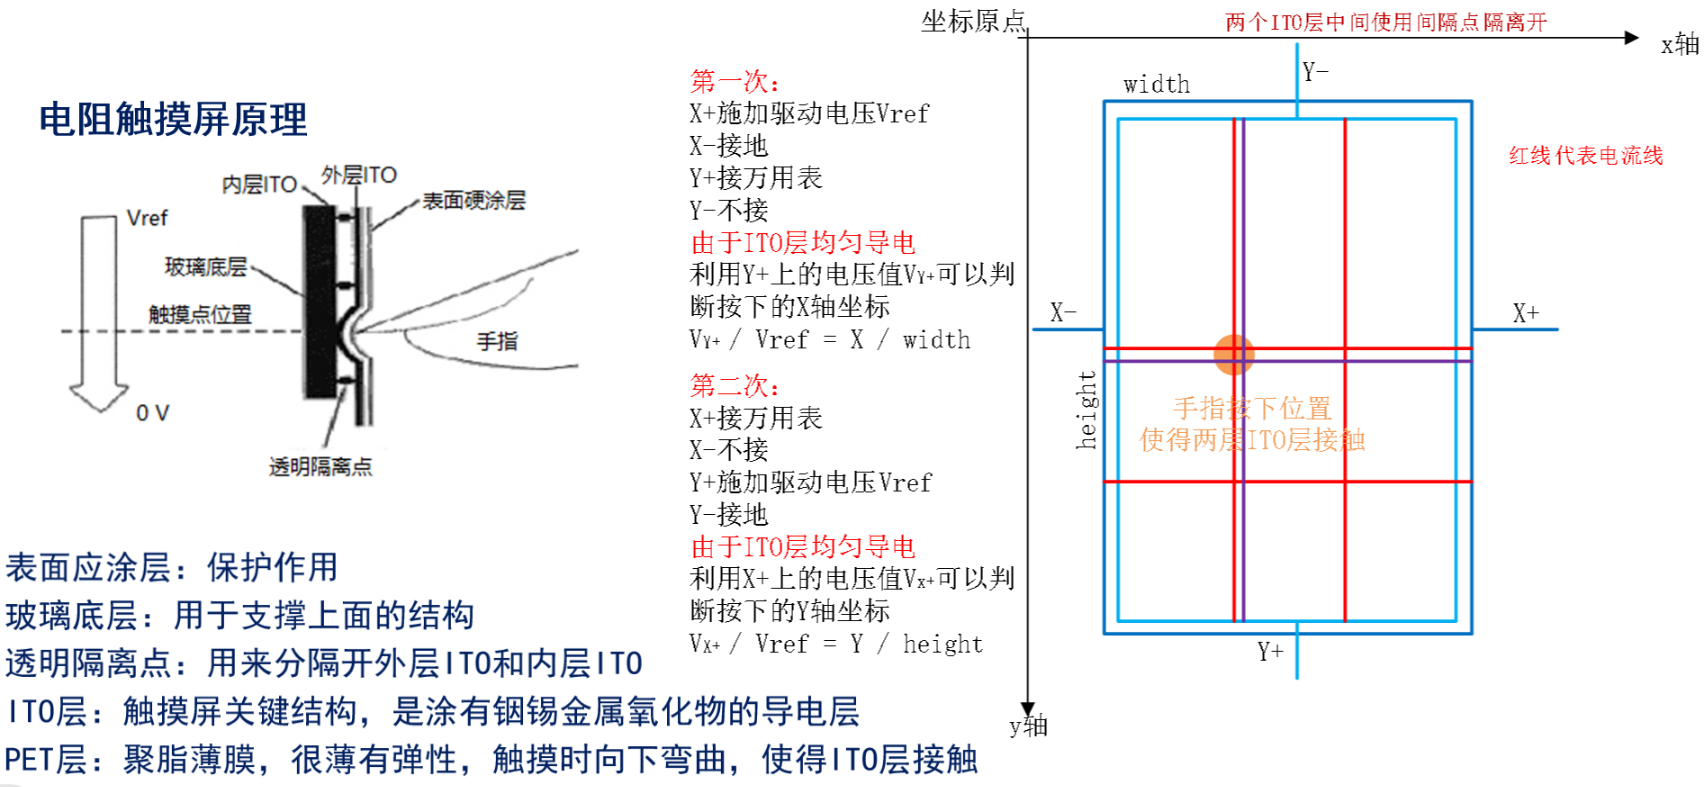 电阻触摸屏原理
内层ITO
外层ITO
表面硬涂层
Vref
玻璃底层
触摸点位置
手指
0 V
透明隔离点
表面应涂层：保护作用
玻璃底层：用于支撑上面的结构
透明隔离点：用来分隔开外层ITO和内层ITO
ITO层：触摸屏关键结构，是涂有铟锡金属氧化物的导电层
PET层：聚脂薄膜，很薄有弹性，触摸时向下弯曲，使得ITO层接触
第一次：
X+施加驱动电压Vref
X-接地
Y+接万用表
Y-不接
由于ITO层均匀导电
利用Y+上的电压值VY+可以判
断按下的X轴坐标
VY+ / Vref = X / width
第二次：
X+接万用表
X-不接
Y+施加驱动电压Vref
Y-接地
由于ITO层均匀导电
利用X+上的电压值Vx+可以判
断按下的Y轴坐标
VX+ / Vref = Y / height
坐标原点
两个ITO层中间使用间隔点隔离开
x轴
width
Y-
红线代表电流线
X-
X+
height
手指按下位置
使得两层ITO层接触
Y+
y轴